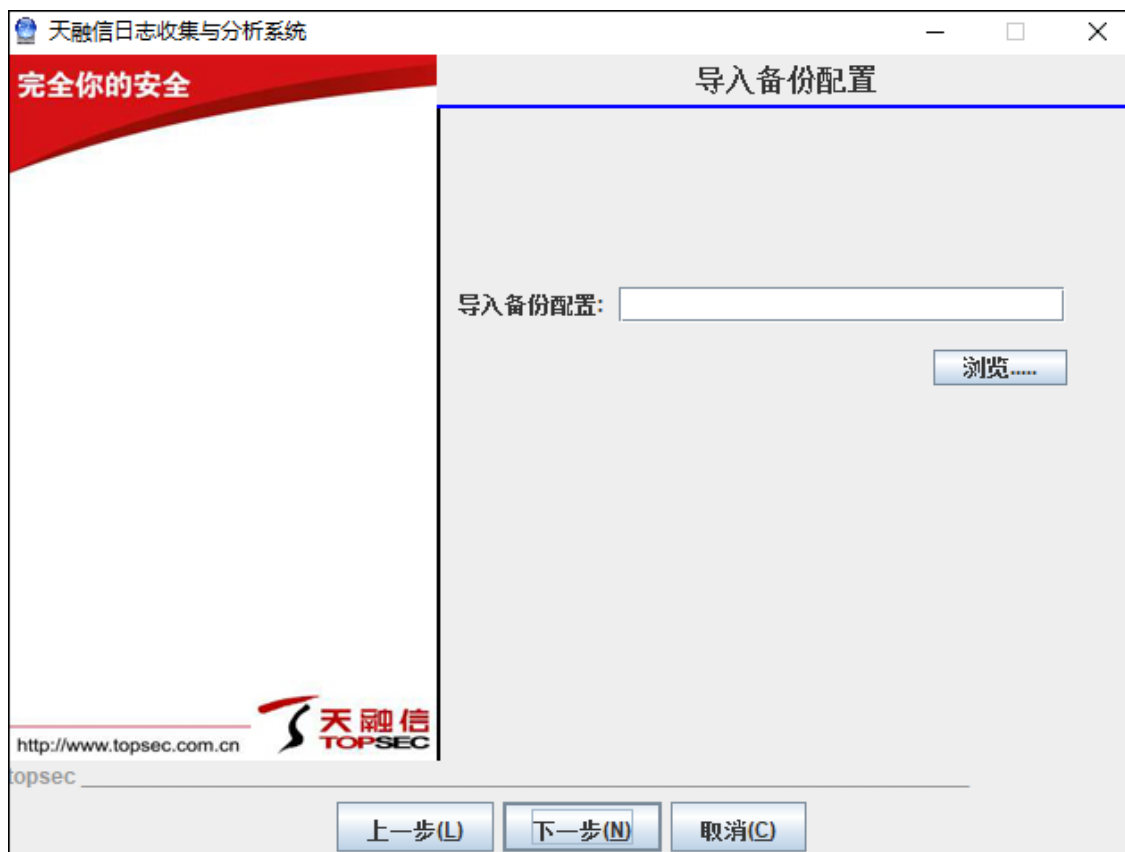 天融信日志收集与分析系统
完全你的安全
导入备份配置
导入备份配置:
浏览.....
天融信
TOPSEC
http://www.topsec.com.cn
topsec
上一步(L) 下一步(N) 取消(C)